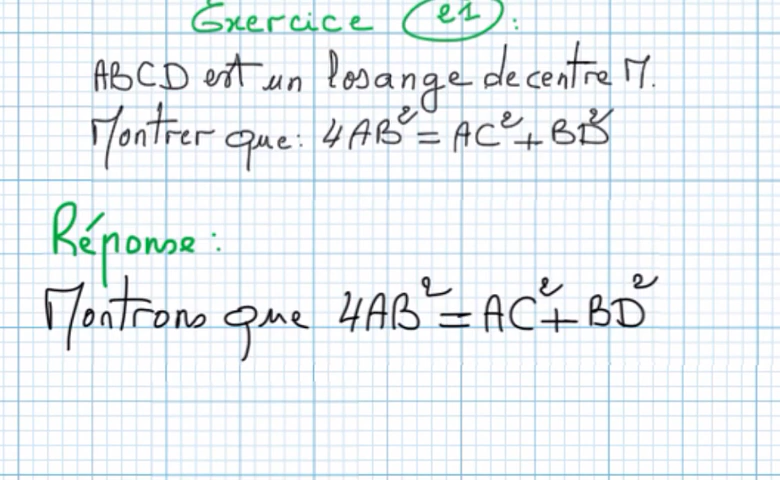 Exercice e1 :
ABCD est un losange de centre M.
Montrer que: 4AB² = AC² + BD²
Réponse :
Montrons que 4AB² = AC² + BD²